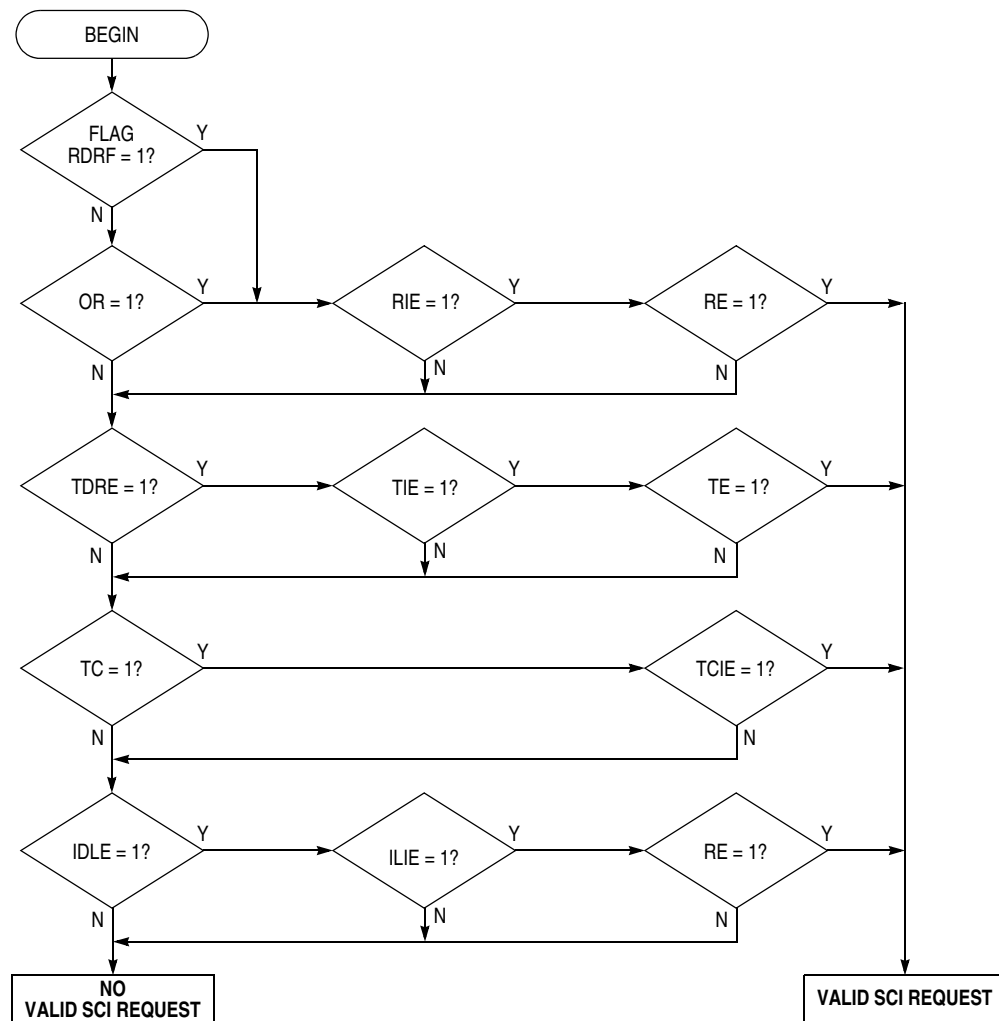 BEGIN
FLAG
RDRF = 1?
Y
N
OR = 1?
Y
N
RIE = 1?
Y
N
RE = 1?
Y
N
TDRE = 1?
Y
N
TIE = 1?
Y
N
TE = 1?
Y
N
TC = 1?
Y
N
TCIE = 1?
Y
N
IDLE = 1?
Y
N
ILIE = 1?
Y
N
RE = 1?
Y
N
NO
VALID SCI REQUEST
VALID SCI REQUEST